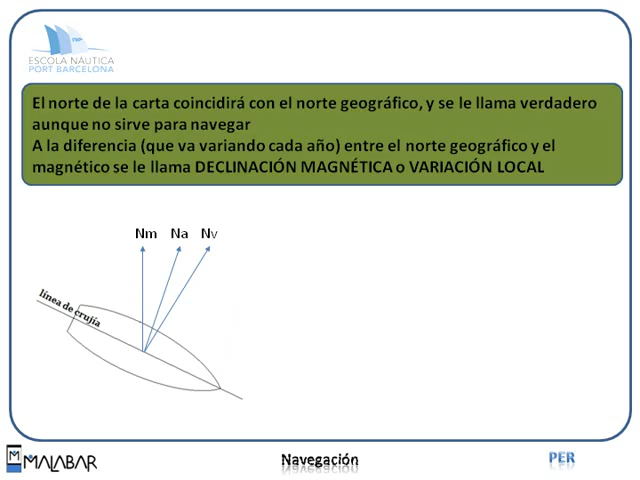 ESCOLA NÀUTICA
PORT BARCELONA
El norte de la carta coincidirá con el norte geográfico, y se le llama verdadero
aunque no sirve para navegar
A la diferencia (que va variando cada año) entre el norte geográfico y el
magnético se le llama DECLINACIÓN MAGNÉTICA o VARIACIÓN LOCAL
Nm Na Nv
línea de crujía
MALABAR
Navegación
PER